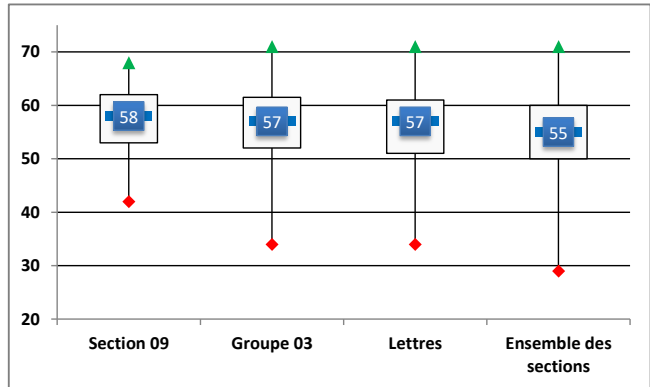 70
60
50
40
30
20
58
57
57
55
Section 09
Groupe 03
Lettres
Ensemble des
sections